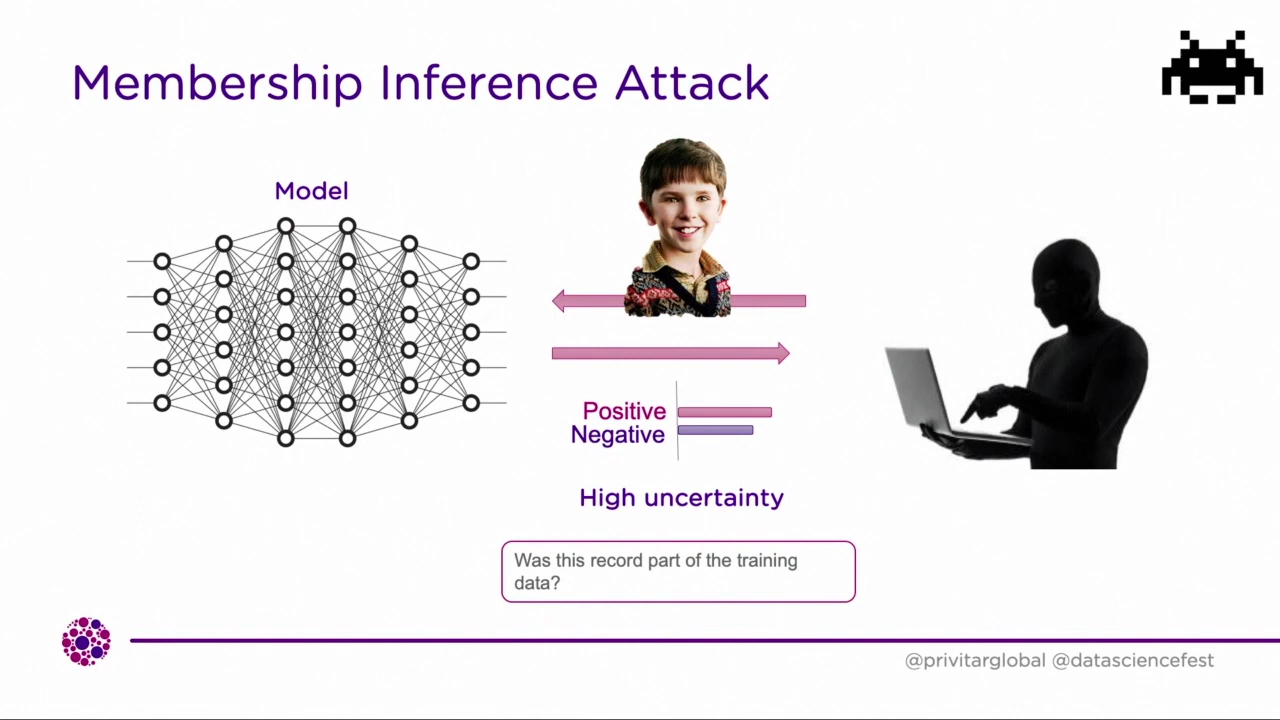 Membership Inference Attack
Model
Positive
Negative
High uncertainty
Was this record part of the training
data?
@privitarglobal @datasciencefest